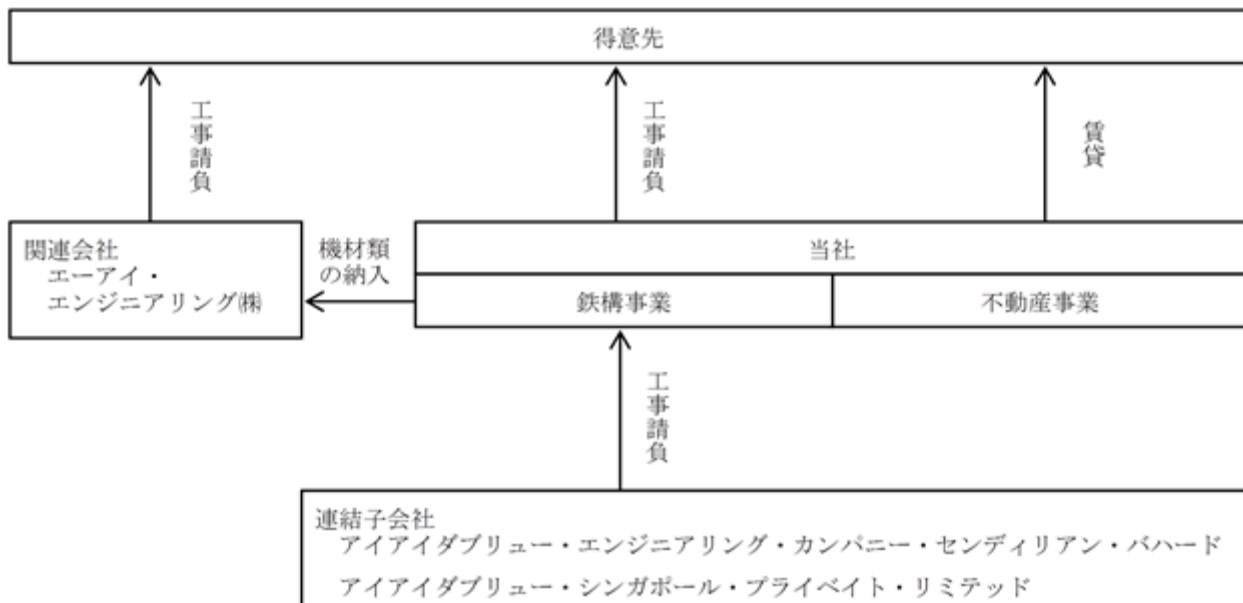 得意先
工事請負
工事請負
賃貸
関連会社
エーアイ・
エンジニアリング㈱
機材類
の納入
当社
鉄構事業
不動産事業
工事請負
連結子会社
アイアイダブリュー・エンジニアリング・カンパニー・センディリアン・バハード
アイアイダブリュー・シンガポール・プライベイト・リミテッド